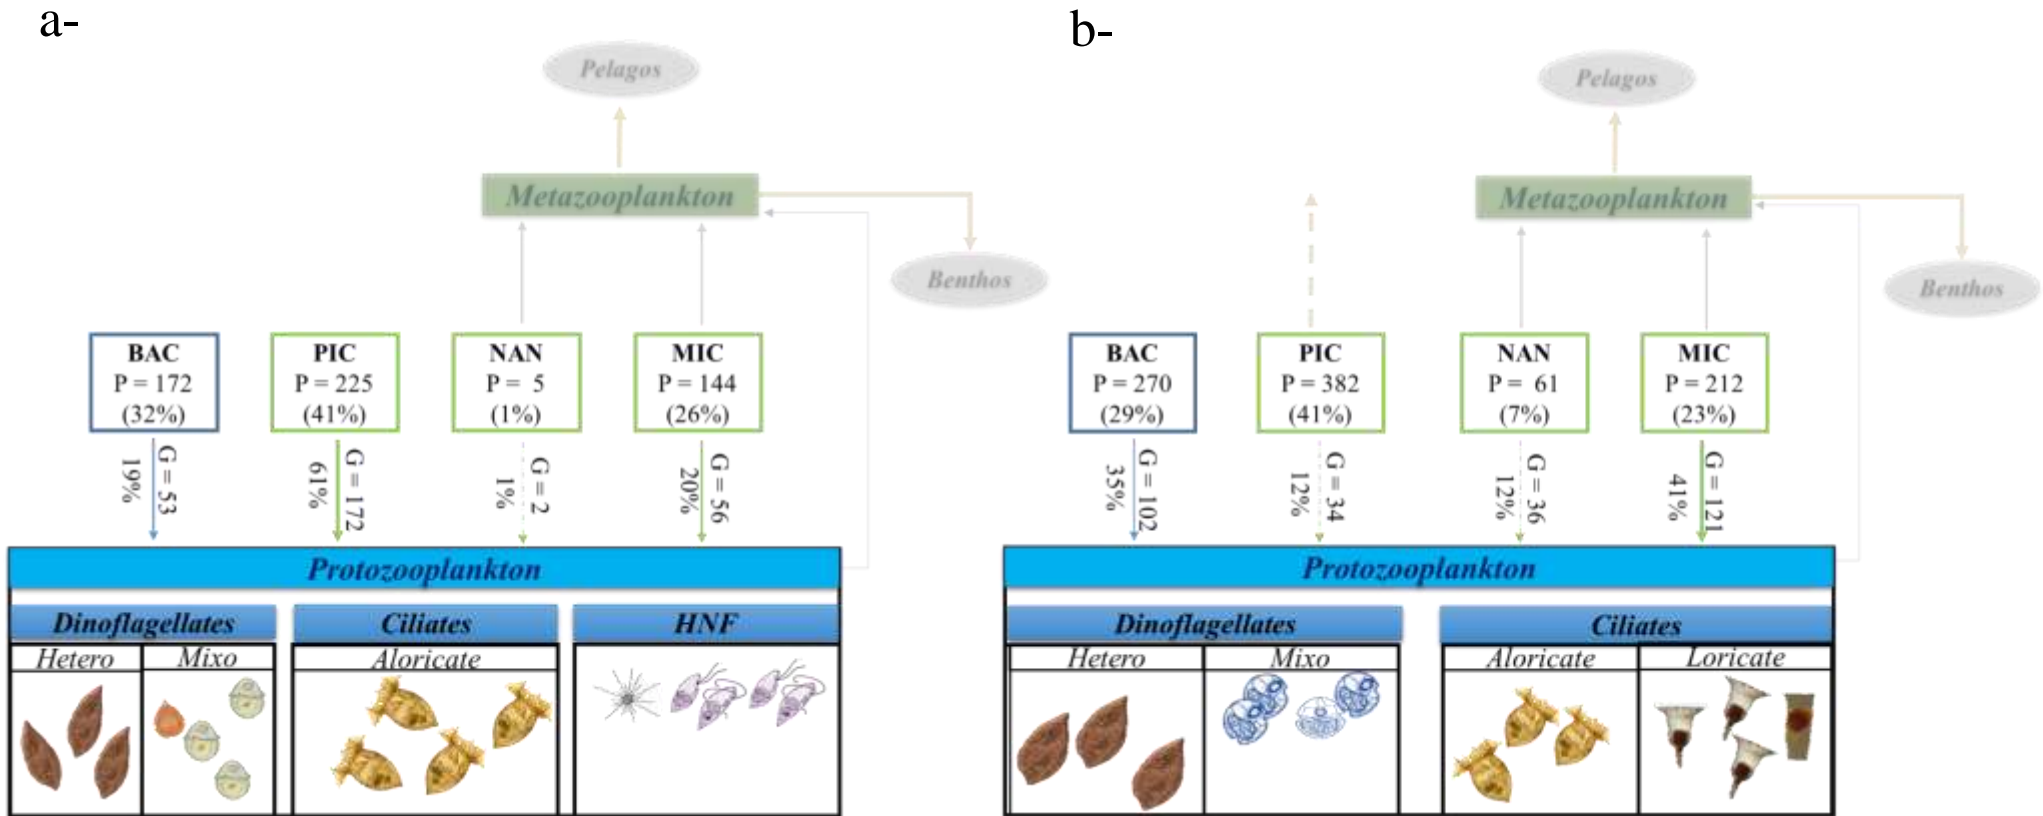 a-
Pelagos
Metazooplankton
Benthos
BAC
P = 172
(32%)
PIC
P = 225
(41%)
NAN
P =  5
(1%)
MIC
P = 144
(26%)
G = 53
19%
G = 172
61%
G = 2
1%
G = 56
20%
Protozooplankton
Dinoflagellates
Ciliates
HNF
Hetero
Mixo
Aloricate
b-
Pelagos
Metazooplankton
Benthos
BAC
P = 270
(29%)
PIC
P = 382
(41%)
NAN
P =  61
(7%)
MIC
P = 212
(23%)
G = 102
35%
G = 34
12%
G = 36
12%
G = 121
41%
Protozooplankton
Dinoflagellates
Ciliates
Hetero
Mixo
Aloricate
Loricate